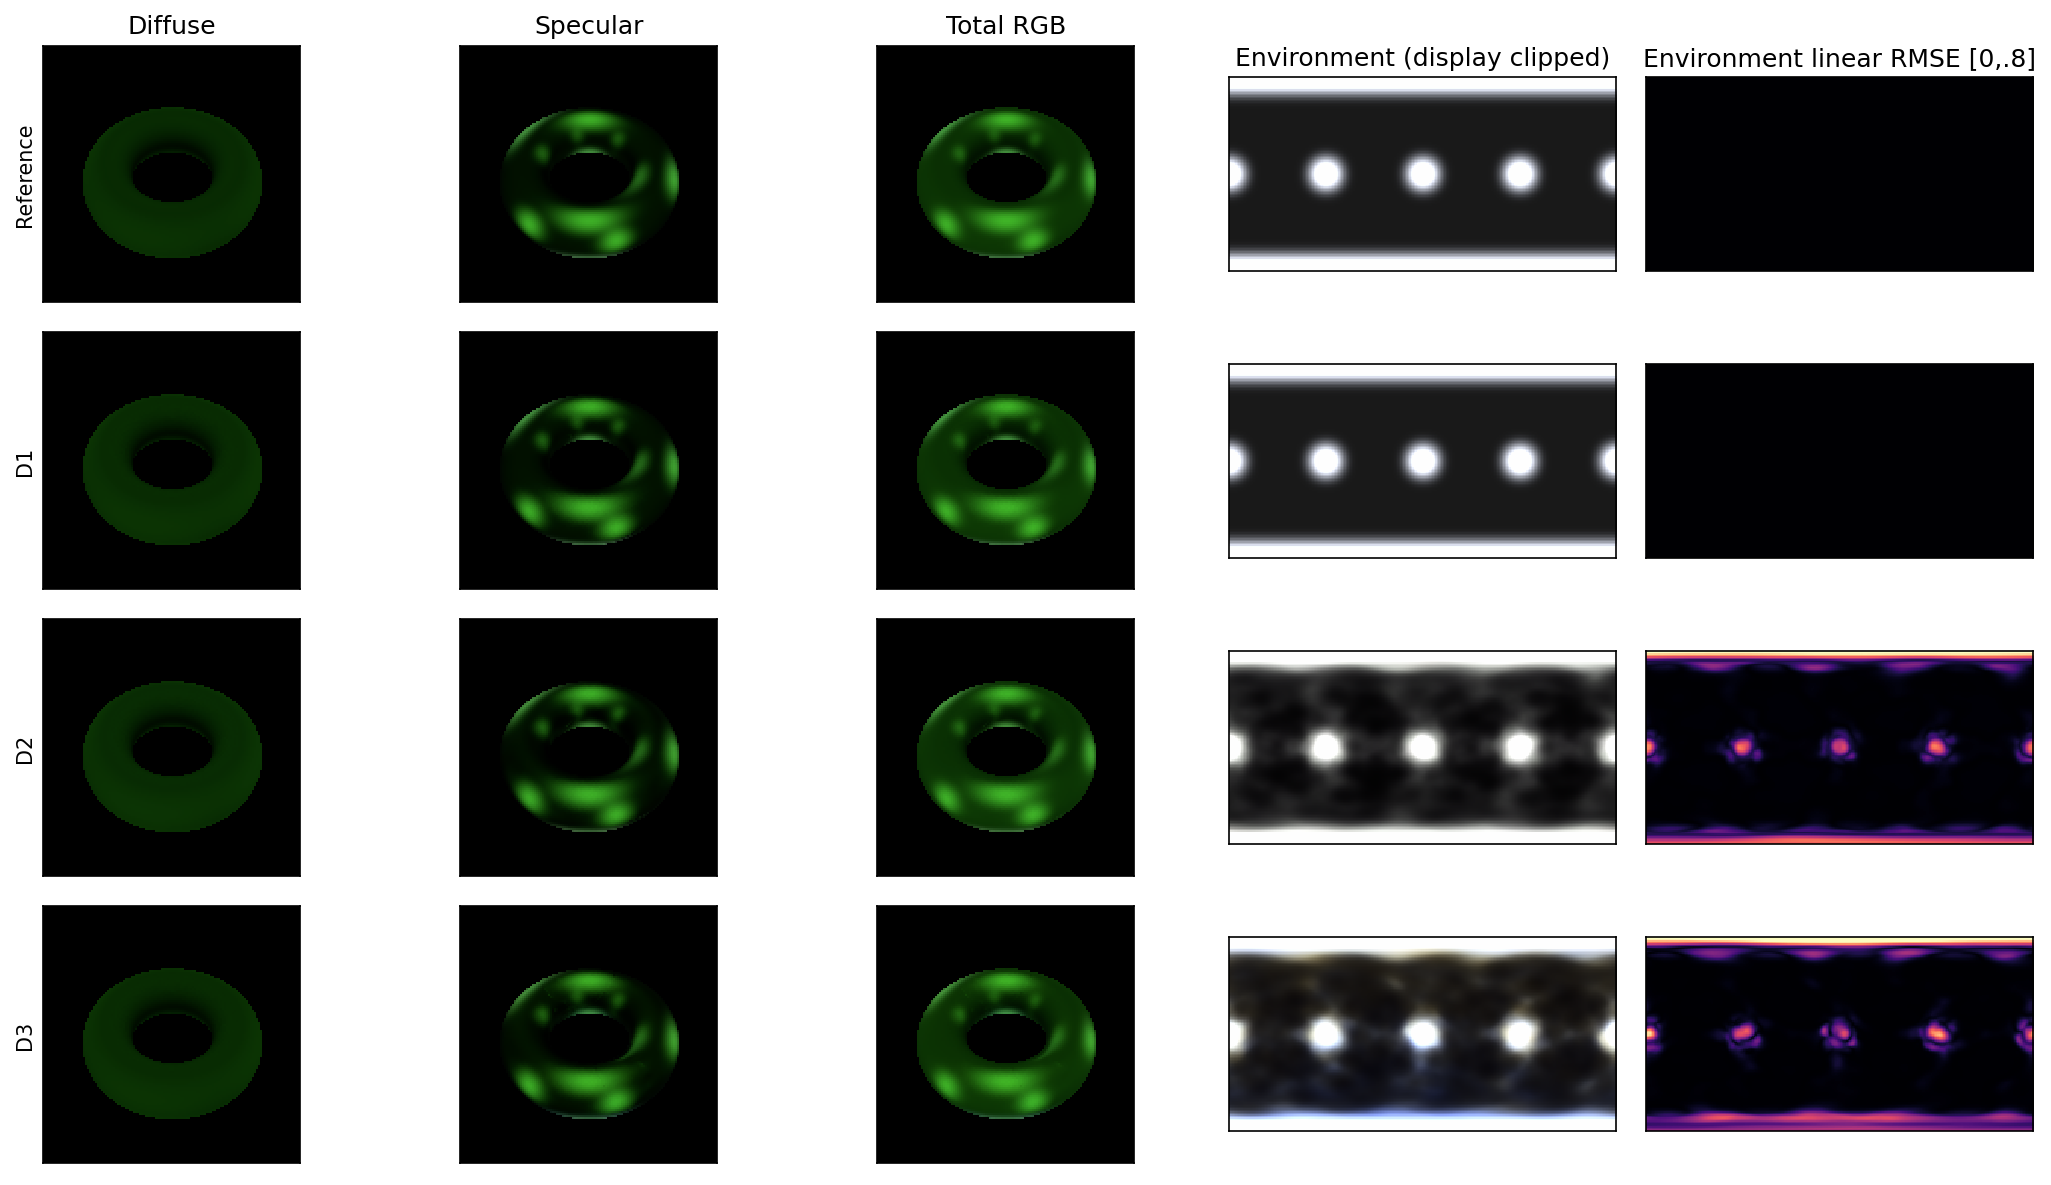 Diffuse
Specular
Total RGB
Environment (display clipped)
Environment linear RMSE [0,.8]
Reference
D1
D2
D3